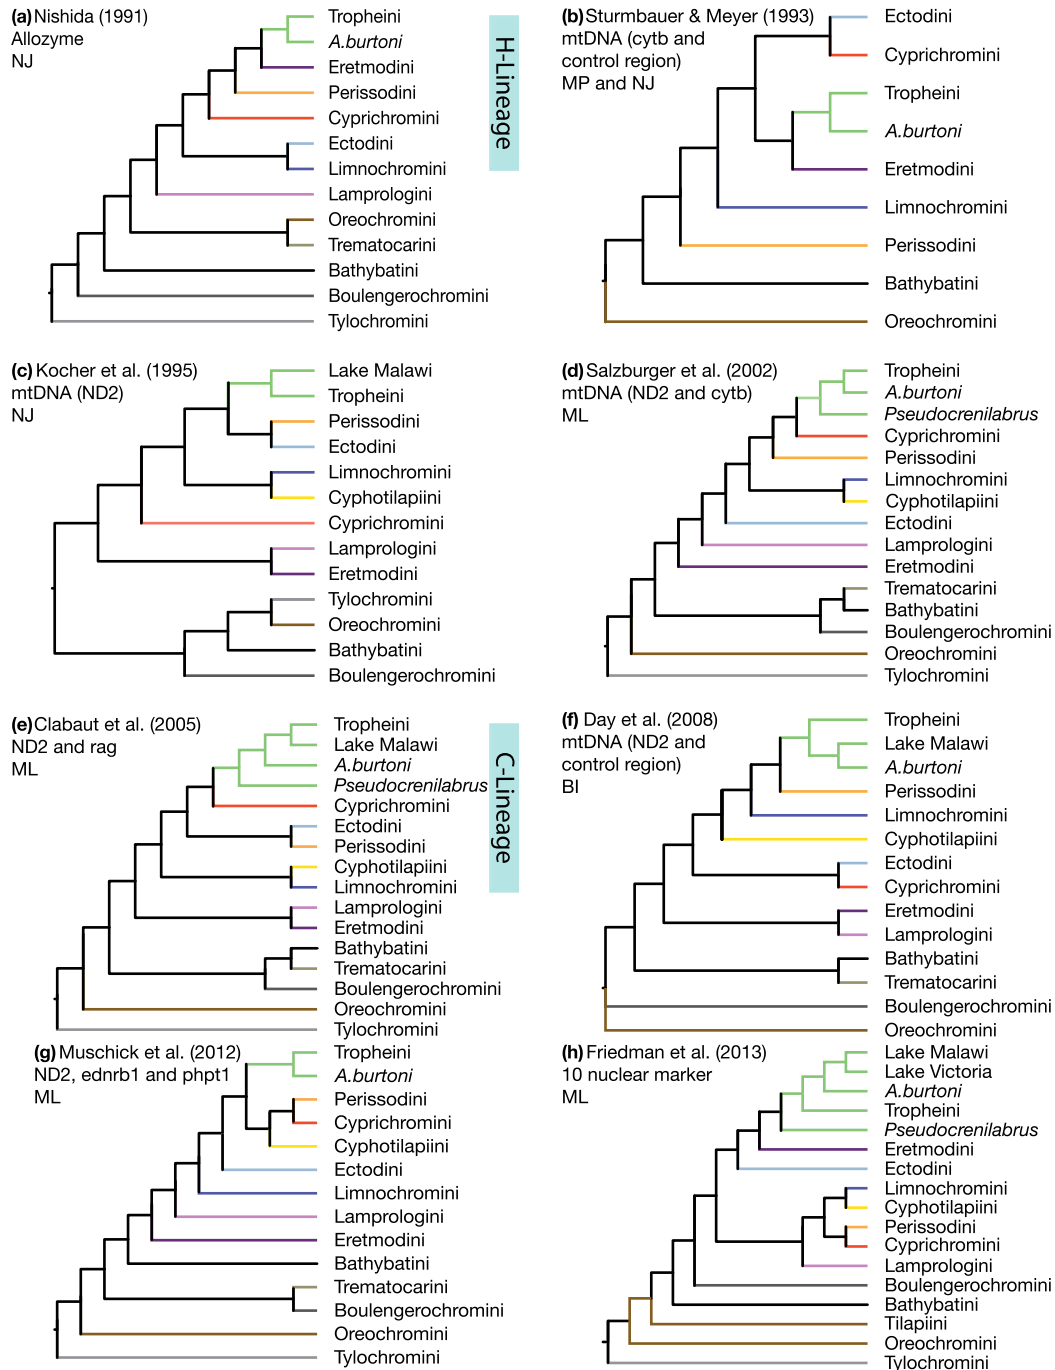 (a) Nishida (1991)
Allozyme
NJ
Tropheini
A.burtoni
Eretmodini
Perissodini
Cyprichromini
Ectodini
Limnochromini
Lamprologini
Oreochromini
Trematocarini
Bathybatini
Boulengerochromini
Tylochromini
H-Lineage
(b) Sturmbauer & Meyer (1993)
mtDNA (cytb and
control region)
MP and NJ
Ectodini
Cyprichromini
Tropheini
A.burtoni
Eretmodini
Limnochromini
Perissodini
Bathybatini
Oreochromini
(c) Kocher et al. (1995)
mtDNA (ND2)
NJ
Lake Malawi
Tropheini
Perissodini
Ectodini
Limnochromini
Cyphotilapiini
Cyprichromini
Lamprologini
Eretmodini
Tylochromini
Oreochromini
Bathybatini
Boulengerochromini
(d) Salzburger et al. (2002)
mtDNA (ND2 and cytb)
ML
Tropheini
A.burtoni
Pseudocrenilabrus
Cyprichromini
Perissodini
Limnochromini
Cyphotilapiini
Ectodini
Lamprologini
Eretmodini
Trematocarini
Bathybatini
Boulengerochromini
Oreochromini
Tylochromini
(e) Clabaut et al. (2005)
ND2 and rag
ML
Tropheini
Lake Malawi
A.burtoni
Pseudocrenilabrus
Cyprichromini
Ectodini
Perissodini
Cyphotilapiini
Limnochromini
Lamprologini
Eretmodini
Bathybatini
Trematocarini
Boulengerochromini
Oreochromini
Tylochromini
C-Lineage
(f) Day et al. (2008)
mtDNA (ND2 and
control region)
BI
Tropheini
Lake Malawi
A.burtoni
Perissodini
Limnochromini
Cyphotilapiini
Ectodini
Cyprichromini
Eretmodini
Lamprologini
Bathybatini
Trematocarini
Boulengerochromini
Oreochromini
(g) Muschick et al. (2012)
ND2, ednrb1 and phpt1
ML
Tropheini
A.burtoni
Perissodini
Cyprichromini
Cyphotilapiini
Ectodini
Limnochromini
Lamprologini
Eretmodini
Bathybatini
Trematocarini
Boulengerochromini
Oreochromini
Tylochromini
(h) Friedman et al. (2013)
10 nuclear marker
ML
Lake Malawi
Lake Victoria
A.burtoni
Tropheini
Pseudocrenilabrus
Eretmodini
Ectodini
Limnochromini
Cyphotilapiini
Perissodini
Cyprichromini
Lamprologini
Boulengerochromini
Bathybatini
Tilapiini
Oreochromini
Tylochromini